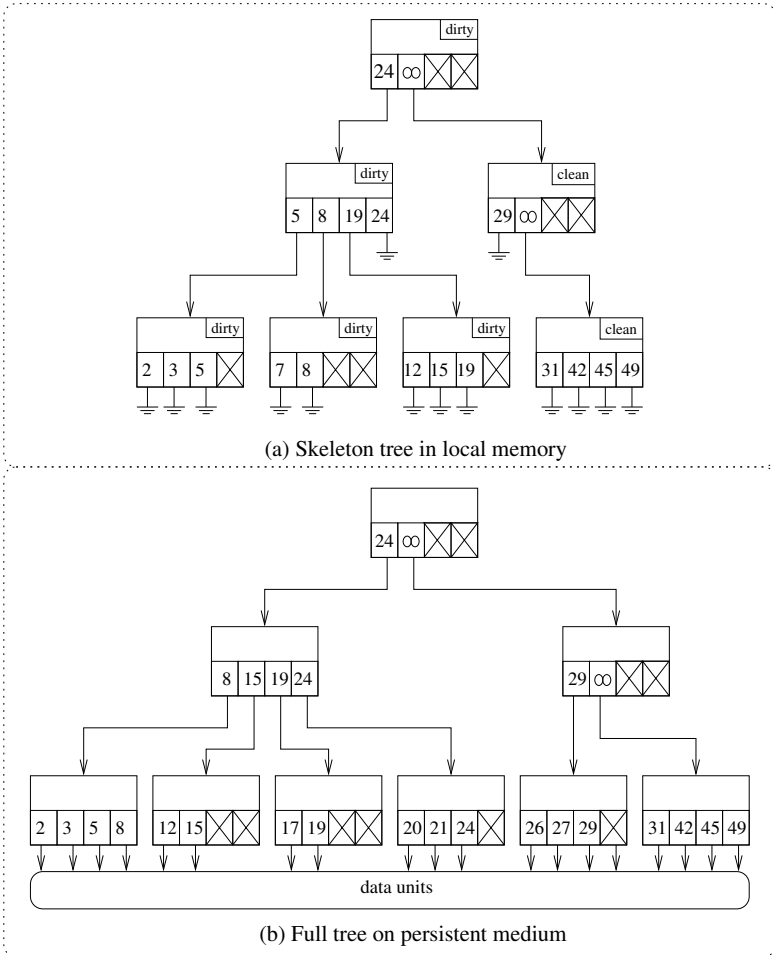 dirty
24 ∞
dirty clean
5 8 19 24 29 ∞
dirty dirty dirty clean
2 3 5 7 8 12 15 19 31 42 45 49
(a) Skeleton tree in local memory
24 ∞
8 15 19 24 29 ∞
2 3 5 8 12 15 17 19 20 21 24 26 27 29 31 42 45 49
data units
(b) Full tree on persistent medium